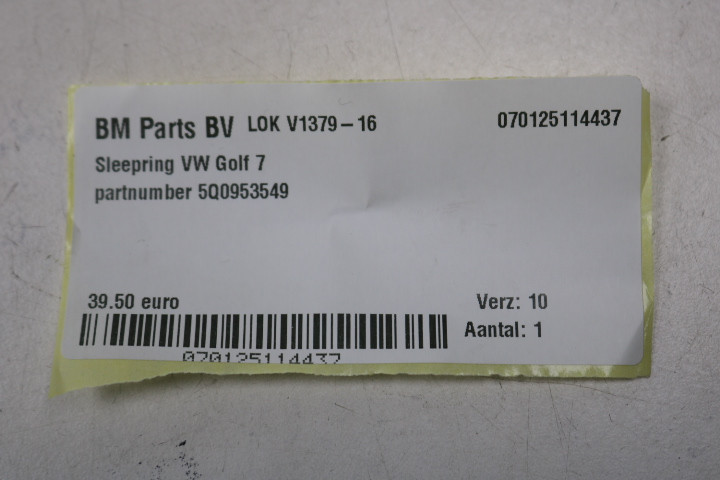 BM Parts BV LOK V1379-16 070125114437
Sleepring VW Golf 7
partnumber 5Q0953549
39.50 euro Verz: 10
Aantal: 1
070125114437